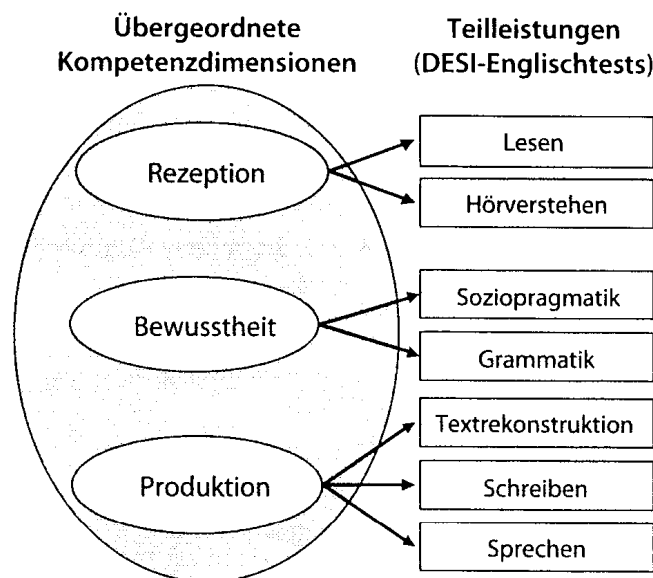 Übergeordnete
Kompetenzdimensionen
Teilleistungen
(DESI-Englischtests)
Rezeption
Lesen
Hörverstehen
Bewusstheit
Soziopragmatik
Grammatik
Produktion
Textrekonstruktion
Schreiben
Sprechen